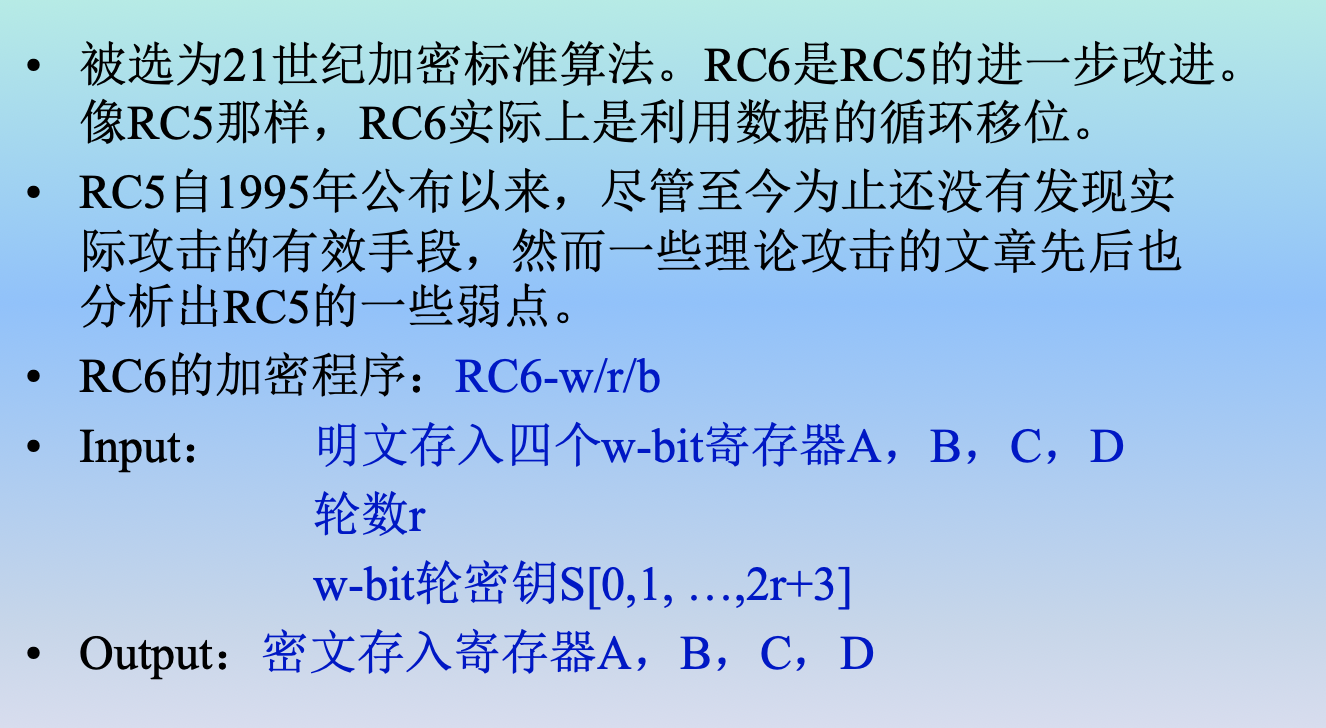 • 被选为21世纪加密标准算法。RC6是RC5的进一步改进。
像RC5那样，RC6实际上是利用数据的循环移位。
• RC5自1995年公布以来，尽管至今为止还没有发现实
际攻击的有效手段，然而一些理论攻击的文章先后也
分析出RC5的一些弱点。
• RC6的加密程序：RC6-w/r/b
• Input： 明文存入四个w-bit寄存器A，B，C，D
轮数r
w-bit轮密钥S[0,1, …,2r+3]
• Output：密文存入寄存器A，B，C，D